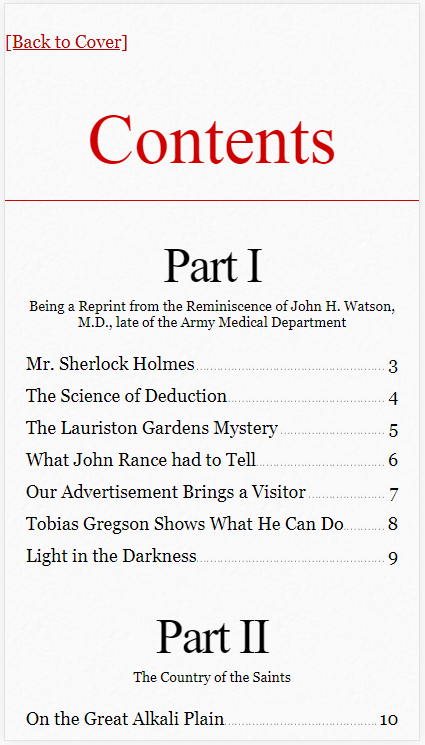 [Back to Cover]
Contents
Part I
Being a Reprint from the Reminiscence of John H. Watson,
M.D., late of the Army Medical Department
Mr. Sherlock Holmes 3
The Science of Deduction 4
The Lauriston Gardens Mystery 5
What John Rance had to Tell 6
Our Advertisement Brings a Visitor 7
Tobias Gregson Shows What He Can Do 8
Light in the Darkness 9
Part II
The Country of the Saints
On the Great Alkali Plain 10